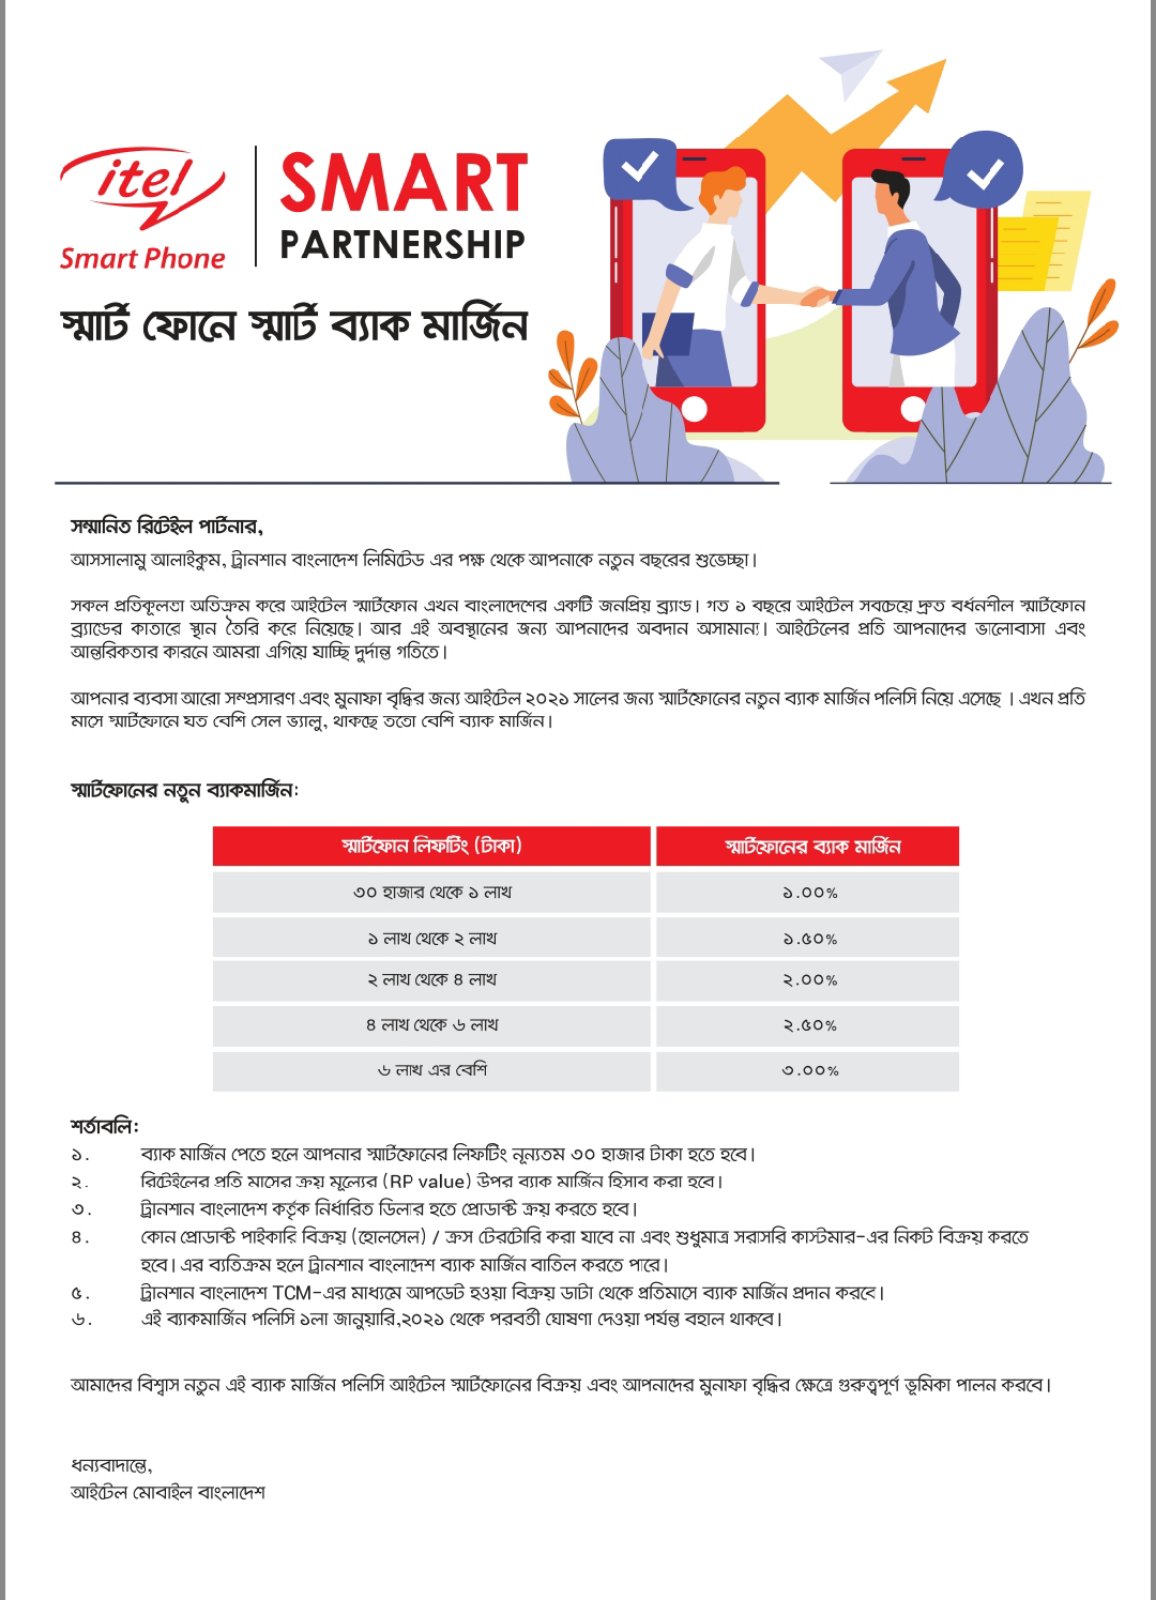 itel
Smart Phone
SMART
PARTNERSHIP
স্মার্ট ফোনে স্মার্ট ব্যাক মার্জিন
সম্মানিত রিটেইল পার্টনার,
আসসালামু আলাইকুম, ট্রানশান বাংলাদেশ লিমিটেড এর পক্ষ থেকে আপনাকে নতুন বছরের শুভেচ্ছা।
সকল প্রতিকূলতা অতিক্রম করে আইটেল স্মার্টফোন এখন বাংলাদেশের একটি জনপ্রিয় ব্র্যান্ড। গত ১ বছরে আইটেল সবচেয়ে দ্রুত বর্ধনশীল স্মার্টফোন
ব্র্যান্ডের কাতারে স্থান তৈরি করে নিয়েছে। আর এই অবস্থানের জন্য আপনাদের অবদান অসামান্য। আইটেলের প্রতি আপনাদের ভালোবাসা এবং
আন্তরিকতার কারনে আমরা এগিয়ে যাচ্ছি দুর্দান্ত গতিতে।
আপনার ব্যবসা আরো সম্প্রসারণ এবং মুনাফা বৃদ্ধির জন্য আইটেল ২০২১ সালের জন্য স্মার্টফোনের নতুন ব্যাক মার্জিন পলিসি নিয়ে এসেছে । এখন প্রতি
মাসে স্মার্টফোনে যত বেশি সেল ভ্যালু, থাকছে ততো বেশি ব্যাক মার্জিন।
স্মার্টফোনের নতুন ব্যাকমার্জিন:
স্মার্টফোন লিফটিং (টাকা) স্মার্টফোনের ব্যাক মার্জিন
৩০ হাজার থেকে ১ লাখ ১.০০%
১ লাখ থেকে ২ লাখ ১.৫০%
২ লাখ থেকে ৪ লাখ ২.০০%
৪ লাখ থেকে ৬ লাখ ২.৫০%
৬ লাখ এর বেশি ৩.০০%
শর্তাবলি:
১. ব্যাক মার্জিন পেতে হলে আপনার স্মার্টফোনের লিফটিং নূন্যতম ৩০ হাজার টাকা হতে হবে।
২. রিটেইলের প্রতি মাসের ক্রয় মূল্যের (RP value) উপর ব্যাক মার্জিন হিসাব করা হবে।
৩. ট্রানশান বাংলাদেশ কর্তৃক নির্ধারিত ডিলার হতে প্রোডাক্ট ক্রয় করতে হবে।
৪. কোন প্রোডাক্ট পাইকারি বিক্রয় (হোলসেল) / ক্রস টেরটোরি করা যাবে না এবং শুধুমাত্র সরাসরি কাস্টমার-এর নিকট বিক্রয় করতে
হবে। এর ব্যতিক্রম হলে ট্রানশান বাংলাদেশ ব্যাক মার্জিন বাতিল করতে পারে।
৫. ট্রানশান বাংলাদেশ TCM-এর মাধ্যমে আপডেট হওয়া বিক্রয় ডাটা থেকে প্রতিমাসে ব্যাক মার্জিন প্রদান করবে।
৬. এই ব্যাকমার্জিন পলিসি ১লা জানুয়ারি,২০২১ থেকে পরবর্তী ঘোষণা দেওয়া পর্যন্ত বহাল থাকবে।
আমাদের বিশ্বাস নতুন এই ব্যাক মার্জিন পলিসি আইটেল স্মার্টফোনের বিক্রয় এবং আপনাদের মুনাফা বৃদ্ধির ক্ষেত্রে গুরুত্বপূর্ণ ভূমিকা পালন করবে।
ধন্যবাদান্তে,
আইটেল মোবাইল বাংলাদেশ